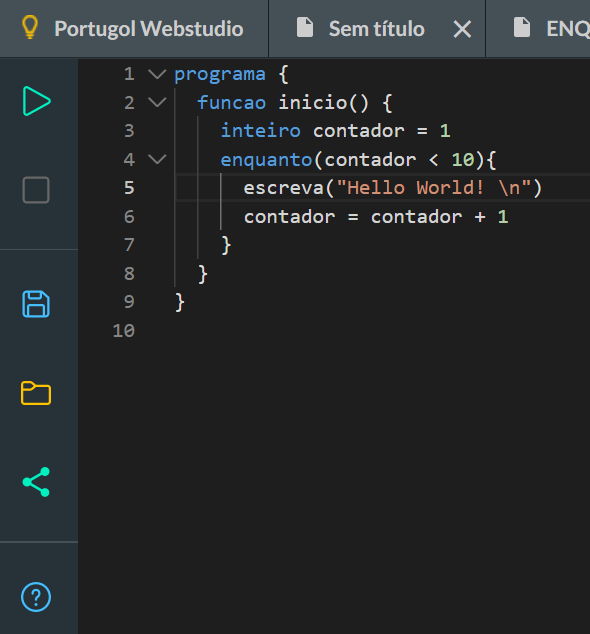 Portugol Webstudio
Sem título
ENQ
1 programa {
2 funcao inicio() {
3 inteiro contador = 1
4 enquanto(contador < 10){
5 escreva("Hello World! \n")
6 contador = contador + 1
7 }
8 }
9 }
10